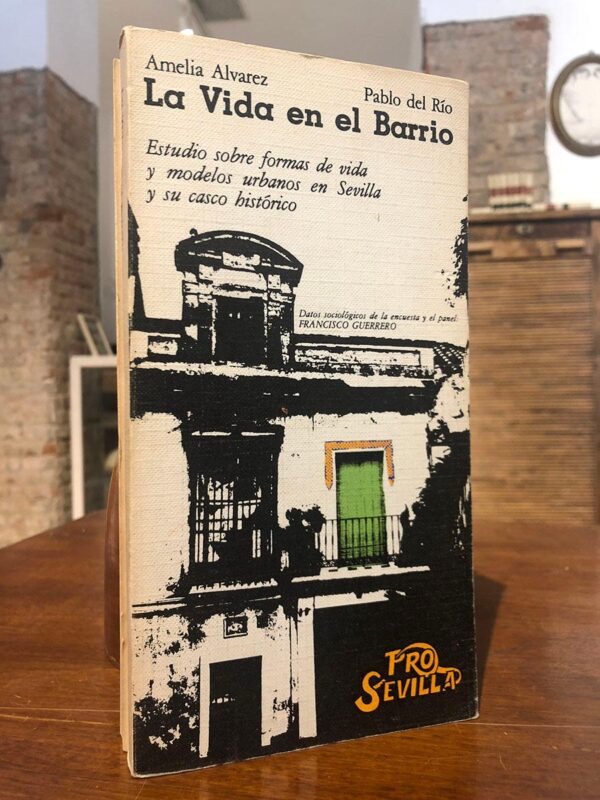 Amelia Alvarez
Pablo del Río
La Vida en el Barrio
Estudio sobre formas de vida
y modelos urbanos en Sevilla
y su casco histórico
Datos sociológicos de la encuesta y el panel:
FRANCISCO GUERRERO
PRO
SEVILLA